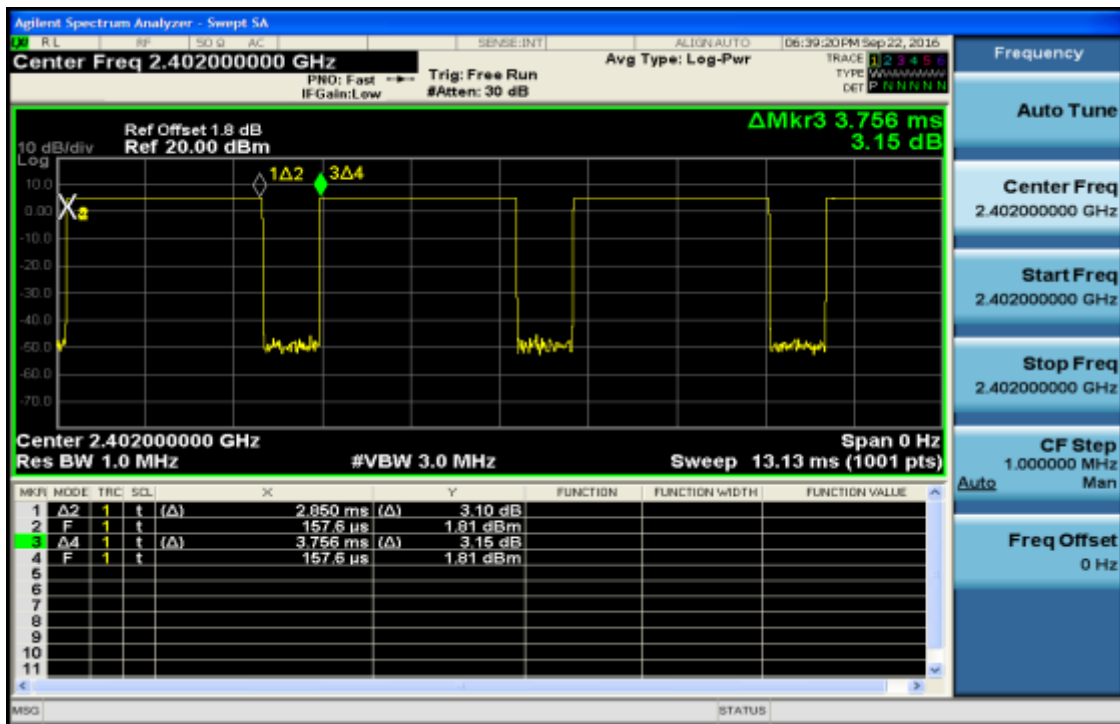 Agilent Spectrum Analyzer - Swept SA
RL RF 50 Ω AC SENSE:INT ALIGNAUTO 06:39:20PM Sep 22, 2016
Center Freq 2.402000000 GHz
PNO: Fast
IFGain:Low
Trig: Free Run
#Atten: 30 dB
Avg Type: Log-Pwr
TRACE 1 2 3 4 5 6
TYPE
DET P N N N N N
ΔMkr3 3.756 ms
3.15 dB
Ref Offset 1.8 dB
10 dB/div Ref 20.00 dBm
Log
10.0
0.00
-10.0
-20.0
-30.0
-40.0
-50.0
-60.0
-70.0
1Δ2 3Δ4
Center 2.402000000 GHz Span 0 Hz
Res BW 1.0 MHz #VBW 3.0 MHz Sweep 13.13 ms (1001 pts)
MKR MODE TRC SCL X Y FUNCTION FUNCTION WIDTH FUNCTION VALUE
1 Δ2 1 t (Δ) 2.850 ms (Δ) 3.10 dB
2 F 1 t 157.6 µs 1.81 dBm
3 Δ4 1 t (Δ) 3.756 ms (Δ) 3.15 dB
4 F 1 t 157.6 µs 1.81 dBm
5
6
7
8
9
10
11
MSG STATUS
Frequency
Auto Tune
Center Freq
2.402000000 GHz
Start Freq
2.402000000 GHz
Stop Freq
2.402000000 GHz
CF Step
1.000000 MHz
Auto Man
Freq Offset
0 Hz